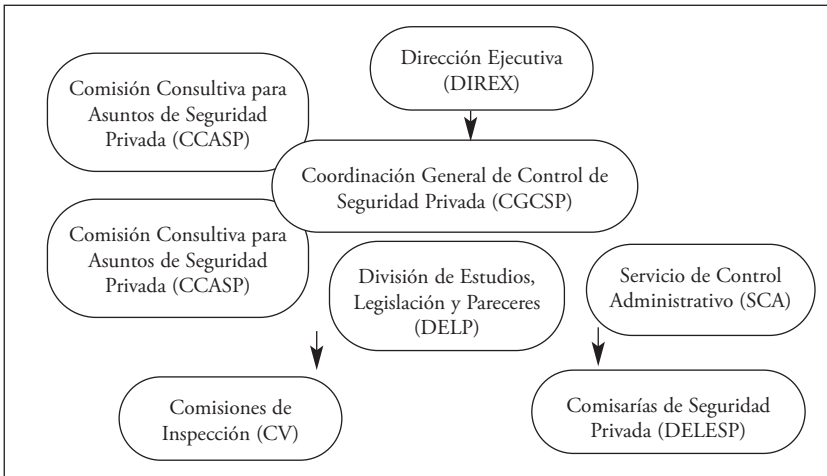 Dirección Ejecutiva
(DIREX)
Comisión Consultiva para
Asuntos de Seguridad
Privada (CCASP)
Coordinación General de Control de
Seguridad Privada (CGCSP)
Comisión Consultiva para
Asuntos de Seguridad
Privada (CCASP)
División de Estudios,
Legislación y Pareceres
(DELP)
Servicio de Control
Administrativo (SCA)
Comisiones de
Inspección (CV)
Comisarías de Seguridad
Privada (DELESP)